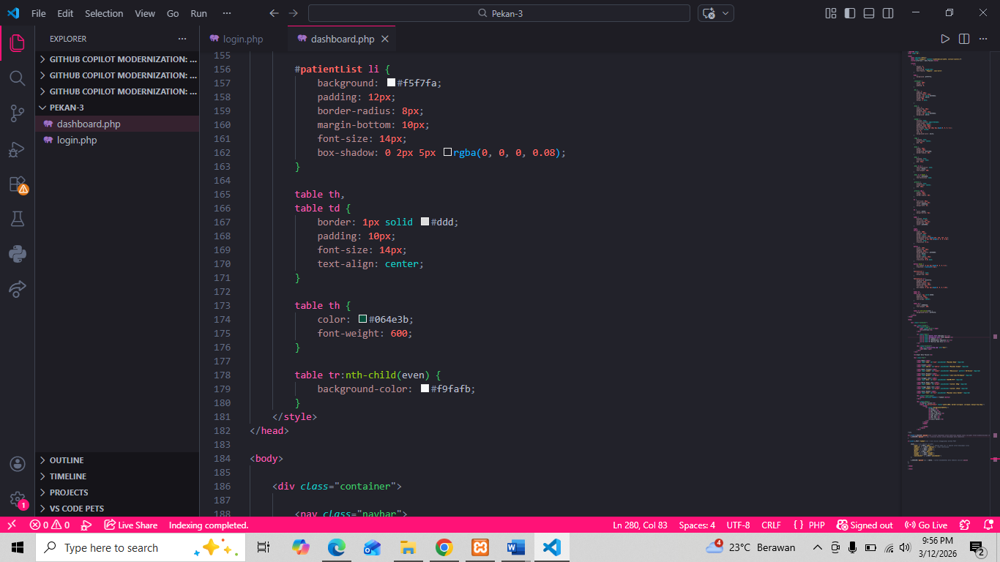 File Edit Selection View Go Run ···
Pekan-3
EXPLORER ···
GITHUB COPILOT MODERNIZATION: ...
GITHUB COPILOT MODERNIZATION: ...
GITHUB COPILOT MODERNIZATION: ...
PEKAN-3
dashboard.php
login.php
OUTLINE
TIMELINE
PROJECTS
VS CODE PETS
1
login.php dashboard.php
155
156 #patientList li {
157 background: #f5f7fa;
158 padding: 12px;
159 border-radius: 8px;
160 margin-bottom: 10px;
161 font-size: 14px;
162 box-shadow: 0 2px 5px rgba(0, 0, 0, 0.08);
163 }
164
165 table th,
166 table td {
167 border: 1px solid #ddd;
168 padding: 10px;
169 font-size: 14px;
170 text-align: center;
171 }
172
173 table th {
174 color: #064e3b;
175 font-weight: 600;
176 }
177
178 table tr:nth-child(even) {
179 background-color: #f9fafb;
180 }
181 </style>
182 </head>
183
184 <body>
185
186 <div class="container">
187
188 <nav class="navbar">
0 0 Live Share Indexing completed. Ln 280, Col 83 Spaces: 4 UTF-8 CRLF { } PHP Signed out Go Live
Type here to search 4 23°C Berawan 9:56 PM
3/12/2026 2